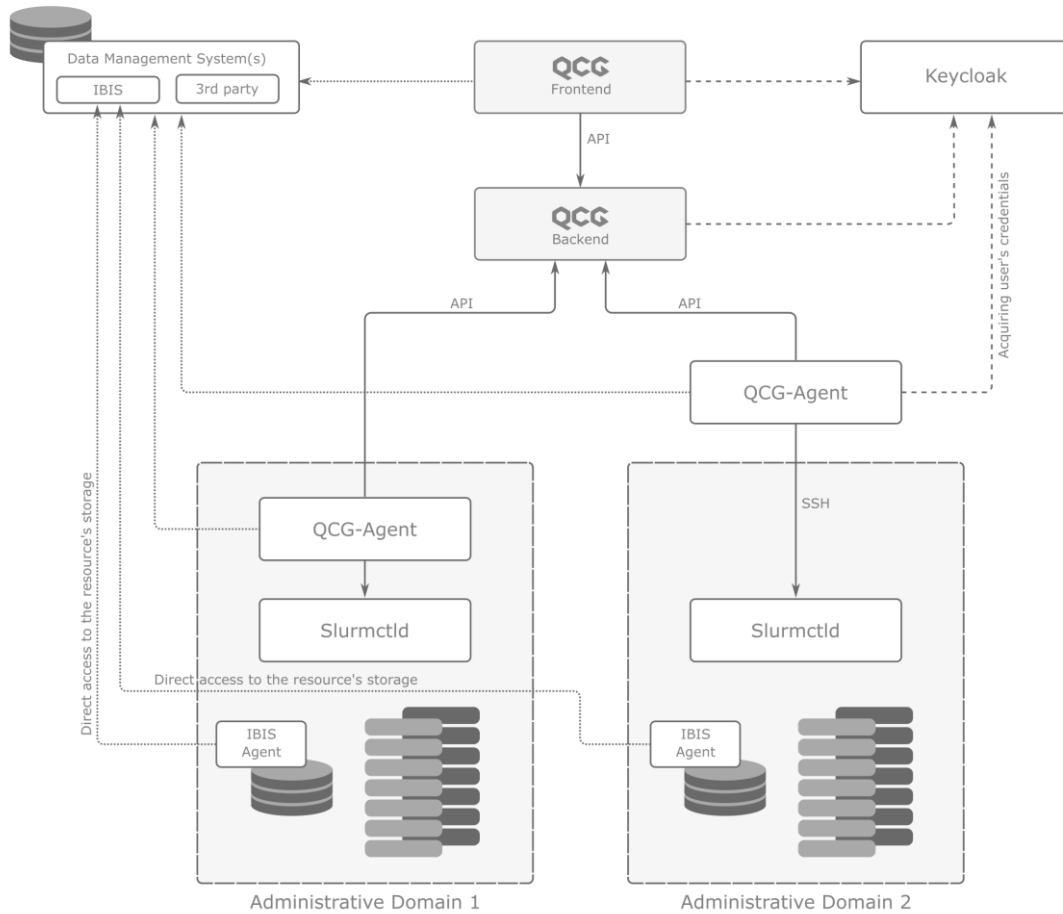 Data Management System(s)
IBIS
3rd party
QCG
Frontend
Keycloak
API
QCG
Backend
Acquiring user's credentials
API
API
QCG-Agent
SSH
QCG-Agent
Slurmctld
Slurmctld
Direct access to the resource's storage
Direct access to the resource's storage
IBIS
Agent
IBIS
Agent
Administrative Domain 1
Administrative Domain 2